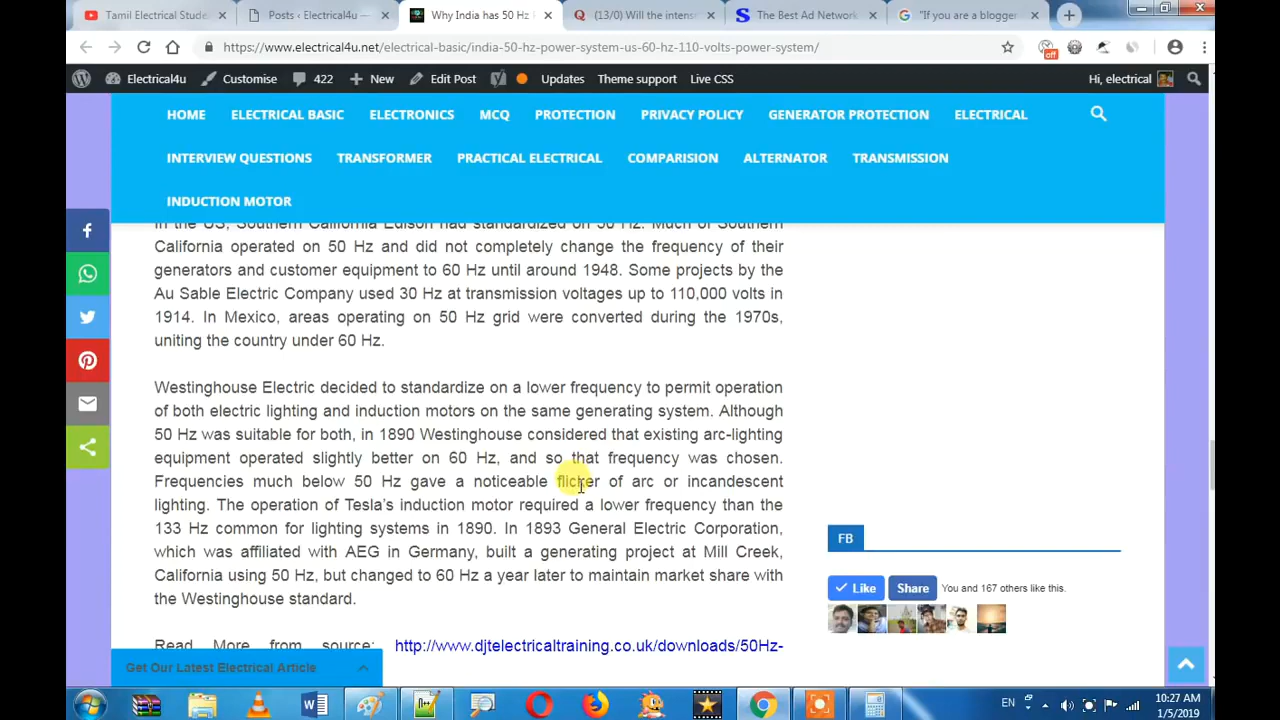 Tamil Electrical Stude
Posts ‹ Electrical4u —
Why India has 50 Hz
(13/0) Will the intens
The Best Ad Network
"If you are a blogger
https://www.electrical4u.net/electrical-basic/india-50-hz-power-system-us-60-hz-110-volts-power-system/
off
Electrical4u
Customise
422
New
Edit Post
Updates
Theme support
Live CSS
Hi, electrical
HOME
ELECTRICAL BASIC
ELECTRONICS
MCQ
PROTECTION
PRIVACY POLICY
GENERATOR PROTECTION
ELECTRICAL
INTERVIEW QUESTIONS
TRANSFORMER
PRACTICAL ELECTRICAL
COMPARISION
ALTERNATOR
TRANSMISSION
INDUCTION MOTOR
In the US, Southern California Edison had standardized on 50 Hz. Much of Southern
California operated on 50 Hz and did not completely change the frequency of their
generators and customer equipment to 60 Hz until around 1948. Some projects by the
Au Sable Electric Company used 30 Hz at transmission voltages up to 110,000 volts in
1914. In Mexico, areas operating on 50 Hz grid were converted during the 1970s,
uniting the country under 60 Hz.
Westinghouse Electric decided to standardize on a lower frequency to permit operation
of both electric lighting and induction motors on the same generating system. Although
50 Hz was suitable for both, in 1890 Westinghouse considered that existing arc-lighting
equipment operated slightly better on 60 Hz, and so that frequency was chosen.
Frequencies much below 50 Hz gave a noticeable flicker of arc or incandescent
lighting. The operation of Tesla's induction motor required a lower frequency than the
133 Hz common for lighting systems in 1890. In 1893 General Electric Corporation,
which was affiliated with AEG in Germany, built a generating project at Mill Creek,
California using 50 Hz, but changed to 60 Hz a year later to maintain market share with
the Westinghouse standard.
Read More from source: http://www.djtelectricaltraining.co.uk/downloads/50Hz-
FB
Like
Share
You and 167 others like this.
Get Our Latest Electrical Article
EN
10:27 AM
1/5/2019